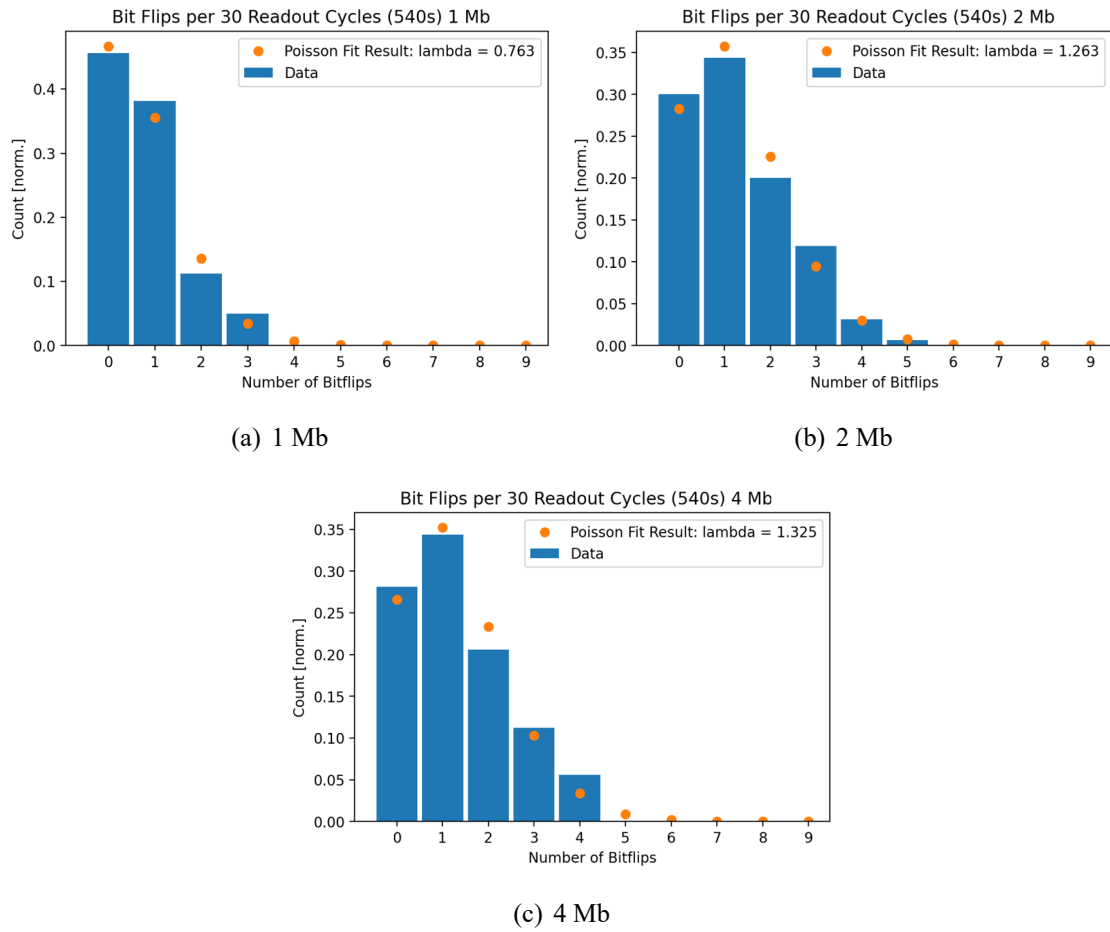 Bit Flips per 30 Readout Cycles (540s) 1 Mb
Poisson Fit Result: lambda = 0.763
Data
Count [norm.]
0.4
0.3
0.2
0.1
0.0
0 1 2 3 4 5 6 7 8 9
Number of Bitflips
(a) 1 Mb
Bit Flips per 30 Readout Cycles (540s) 2 Mb
Poisson Fit Result: lambda = 1.263
Data
Count [norm.]
0.35
0.30
0.25
0.20
0.15
0.10
0.05
0.00
0 1 2 3 4 5 6 7 8 9
Number of Bitflips
(b) 2 Mb
Bit Flips per 30 Readout Cycles (540s) 4 Mb
Poisson Fit Result: lambda = 1.325
Data
Count [norm.]
0.35
0.30
0.25
0.20
0.15
0.10
0.05
0.00
0 1 2 3 4 5 6 7 8 9
Number of Bitflips
(c) 4 Mb